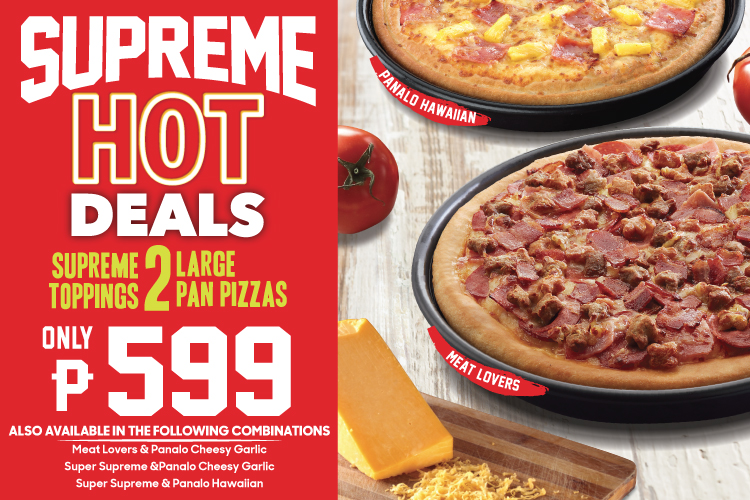 SUPREME
HOT
DEALS
SUPREME 2 LARGE
TOPPINGS PAN PIZZAS
ONLY
₱599
ALSO AVAILABLE IN THE FOLLOWING COMBINATIONS
Meat Lovers & Panalo Cheesy Garlic
Super Supreme &Panalo Cheesy Garlic
Super Supreme & Panalo Hawaiian
PANALO HAWAIIAN
MEAT LOVERS